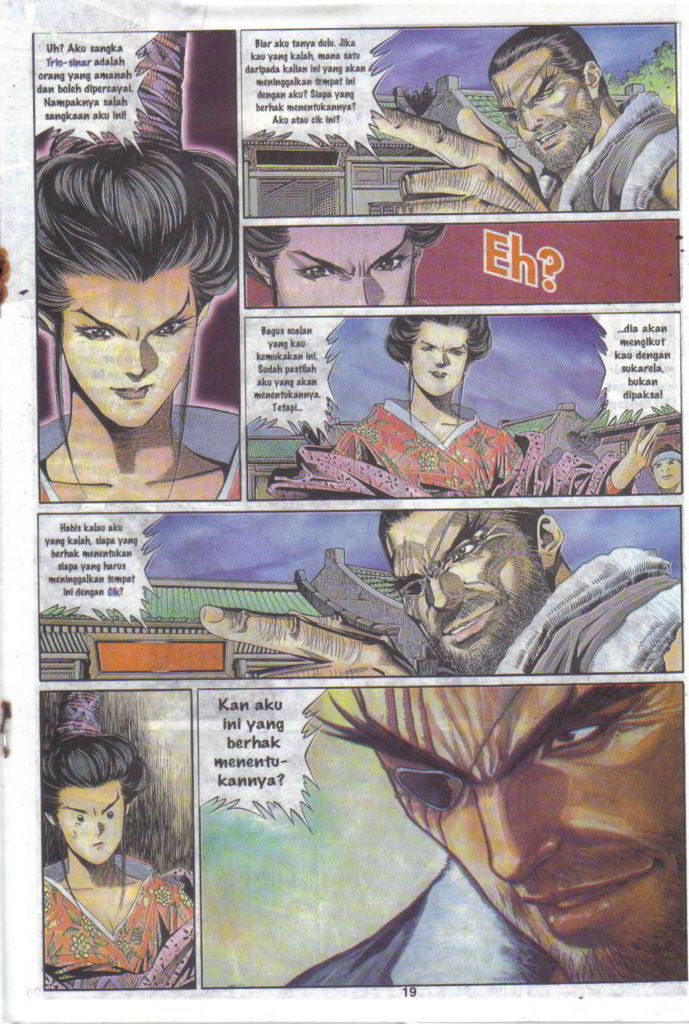 Uh? Aku sangka
Trio-sinar adalah
orang yang amanah
dan boleh dipercayai.
Nampaknya salah
sangkaan aku ini!
Biar aku tanya dulu. Jika
kau yang kalah, mana satu
daripada kalian ini yang akan
meninggalkan tempat ini
dengan aku? Siapa yang
berhak menentukannya?
Aku atau cik ini?
Eh?
Bagus soalan
yang kau
kemukakan ini.
Sudah pastilah
aku yang akan
menentukannya.
Tetapi...
...dia akan
mengikut
kau dengan
sukarela,
bukan
dipaksa!
Habis kalau aku
yang kalah, siapa yang
berhak menentukan
siapa yang harus
meninggalkan tempat
ini dengan Cik?
Kan aku
ini yang
berhak
menentu-
kannya?
19